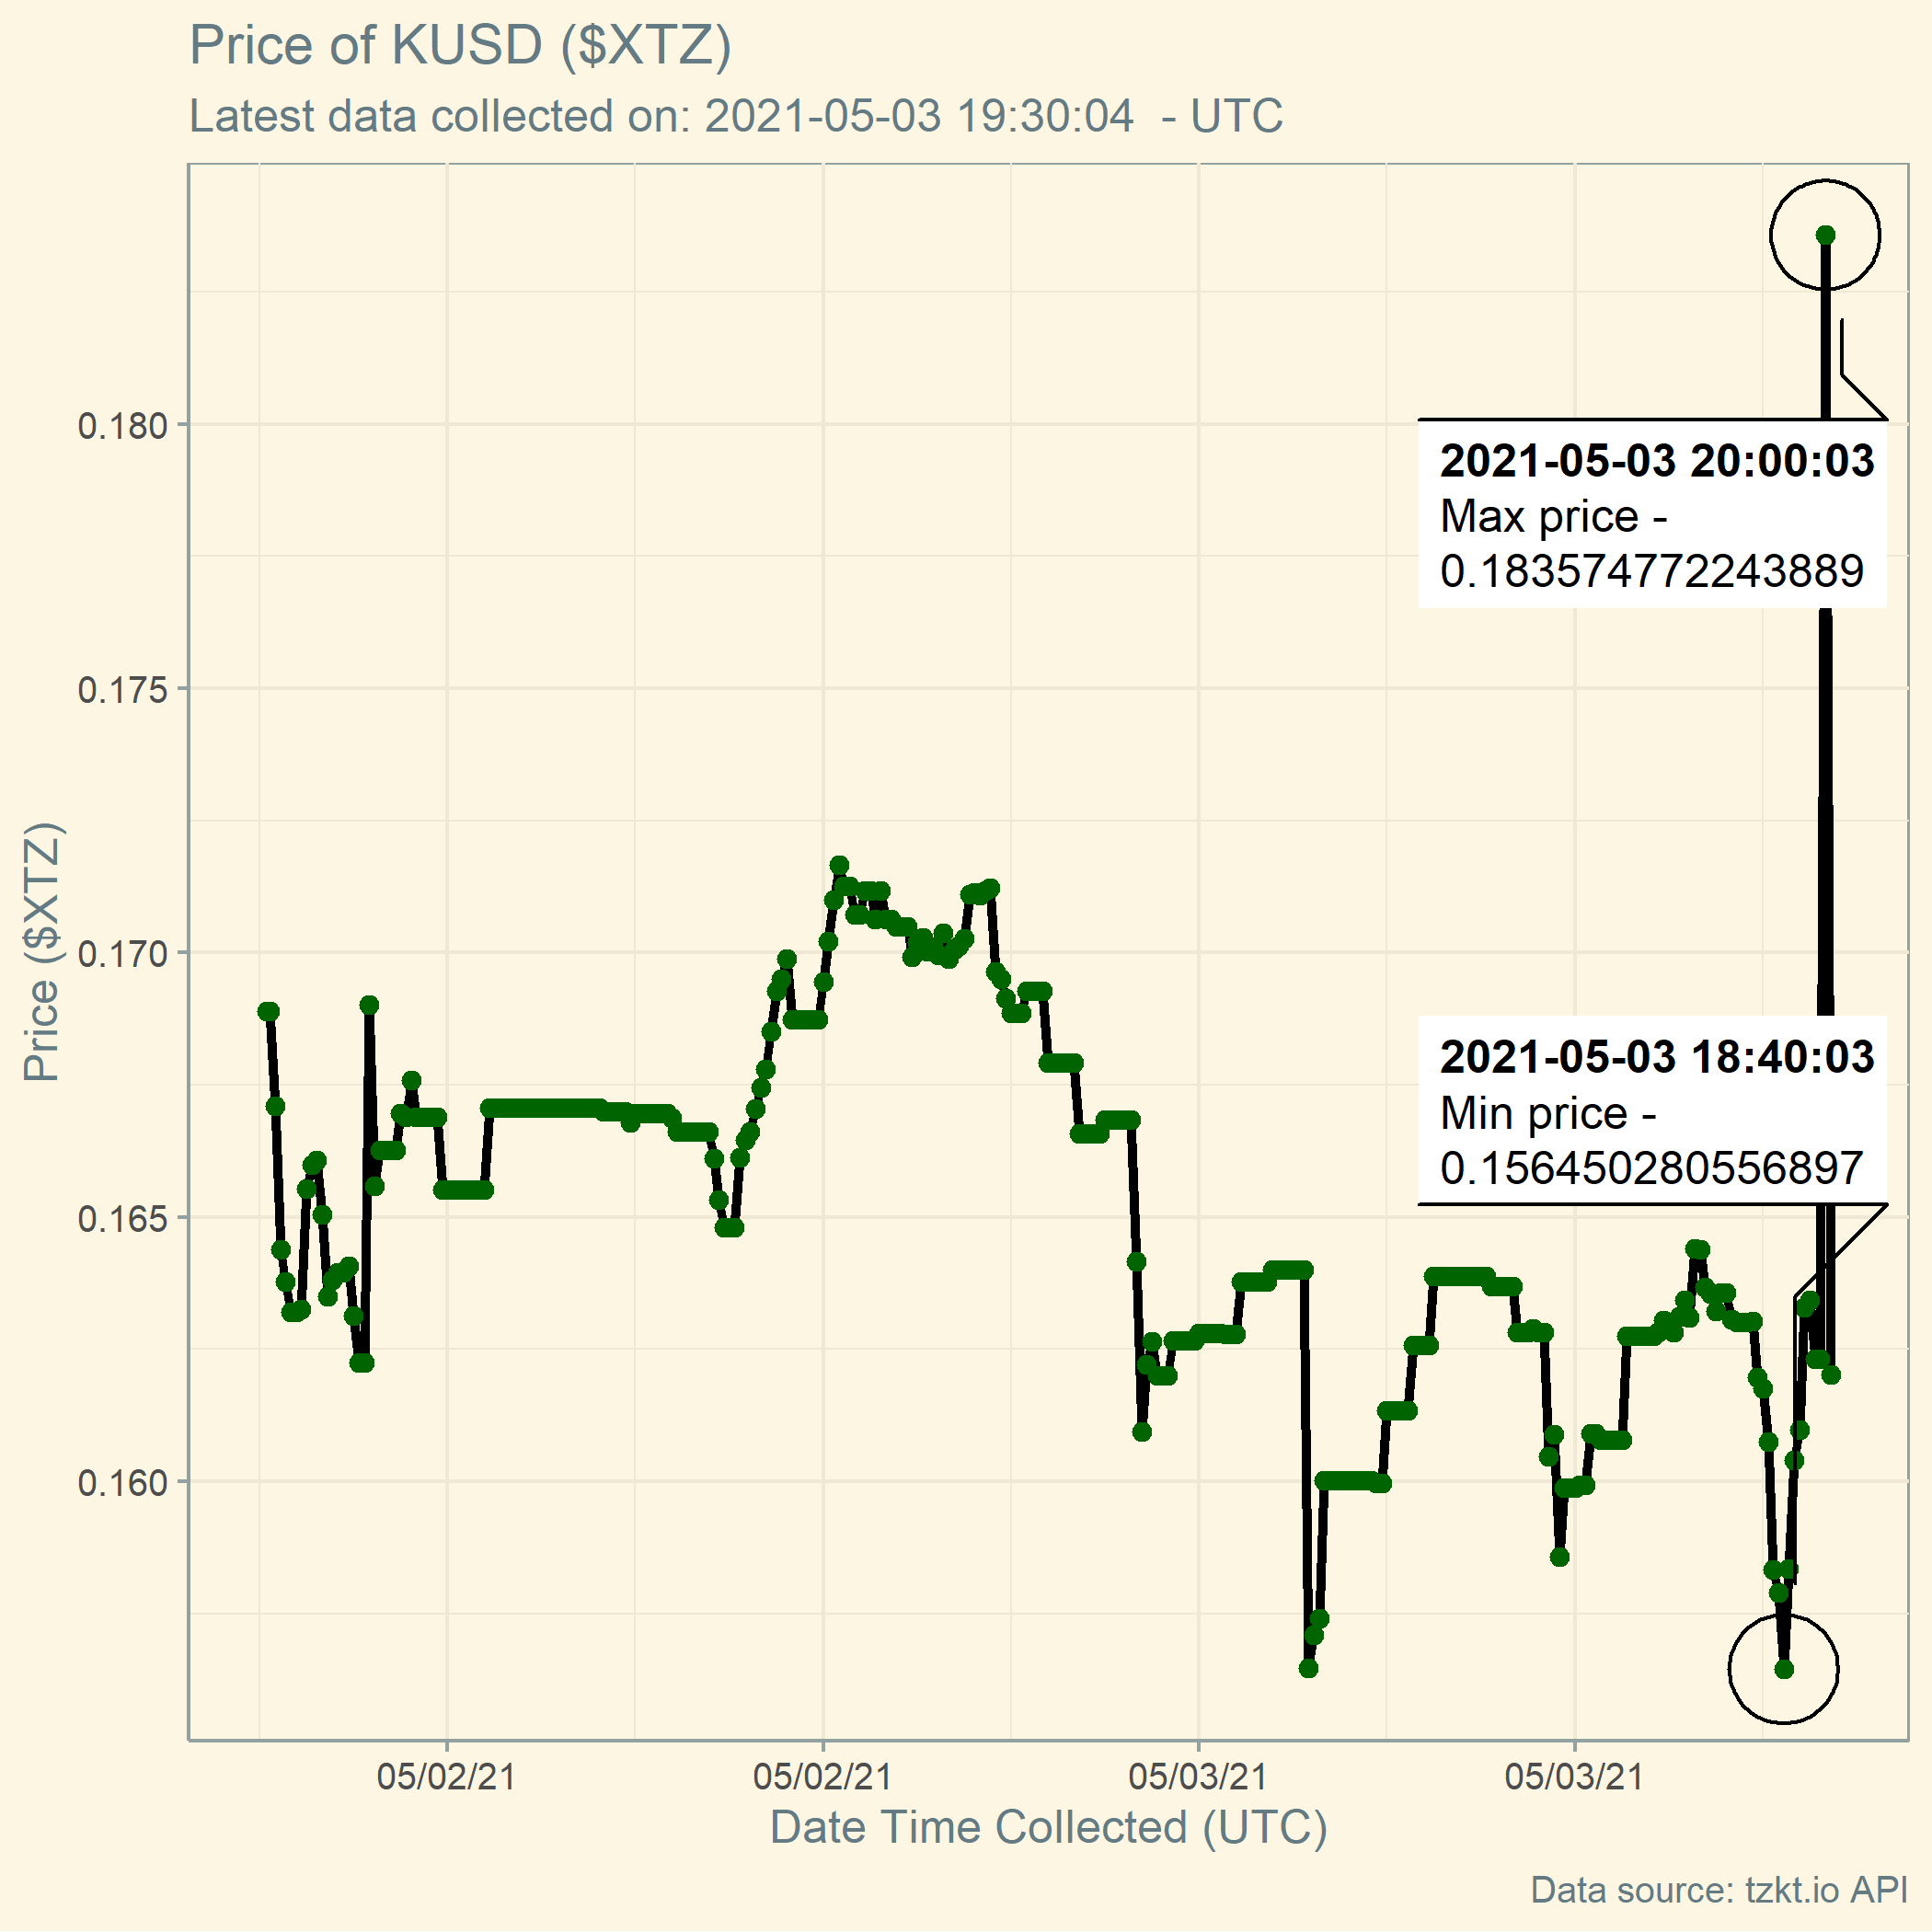 Price of KUSD ($XTZ)
Latest data collected on: 2021-05-03 19:30:04  - UTC
Price ($XTZ)
0.180
0.175
0.170
0.165
0.160
2021-05-03 20:00:03
Max price -
0.183574772243889
2021-05-03 18:40:03
Min price -
0.156450280556897
05/02/21 05/02/21 05/03/21 05/03/21
Date Time Collected (UTC)
Data source: tzkt.io API